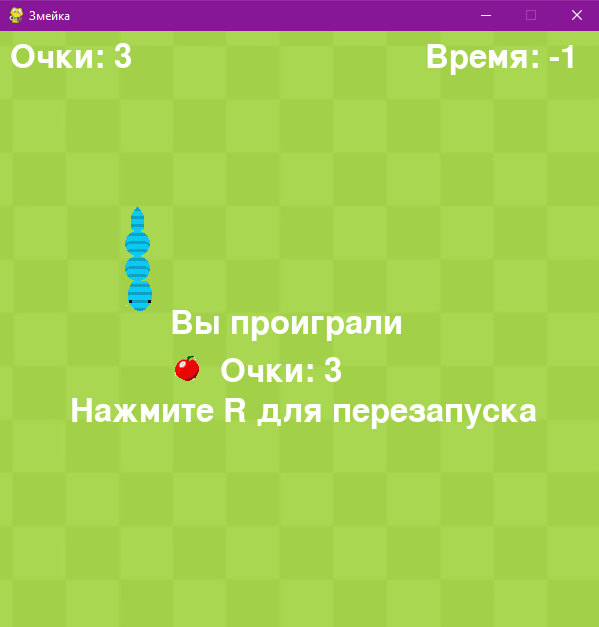 Змейка
Очки: 3 Время: -1
Вы проиграли
Очки: 3
Нажмите R для перезапуска